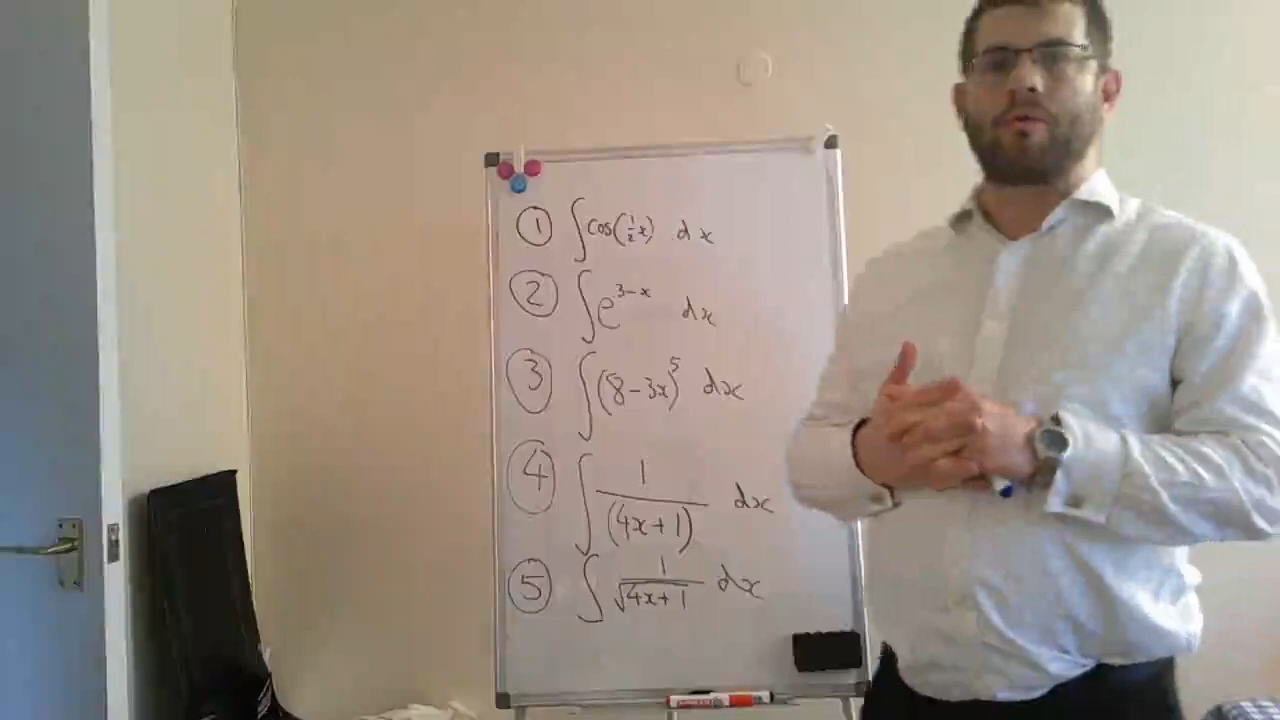 ① ∫cos(½x) dx
② ∫e^{3-x} dx
③ ∫(8-3x)^5 dx
④ ∫ 1/(4x+1) dx
⑤ ∫ 1/√(4x+1) dx